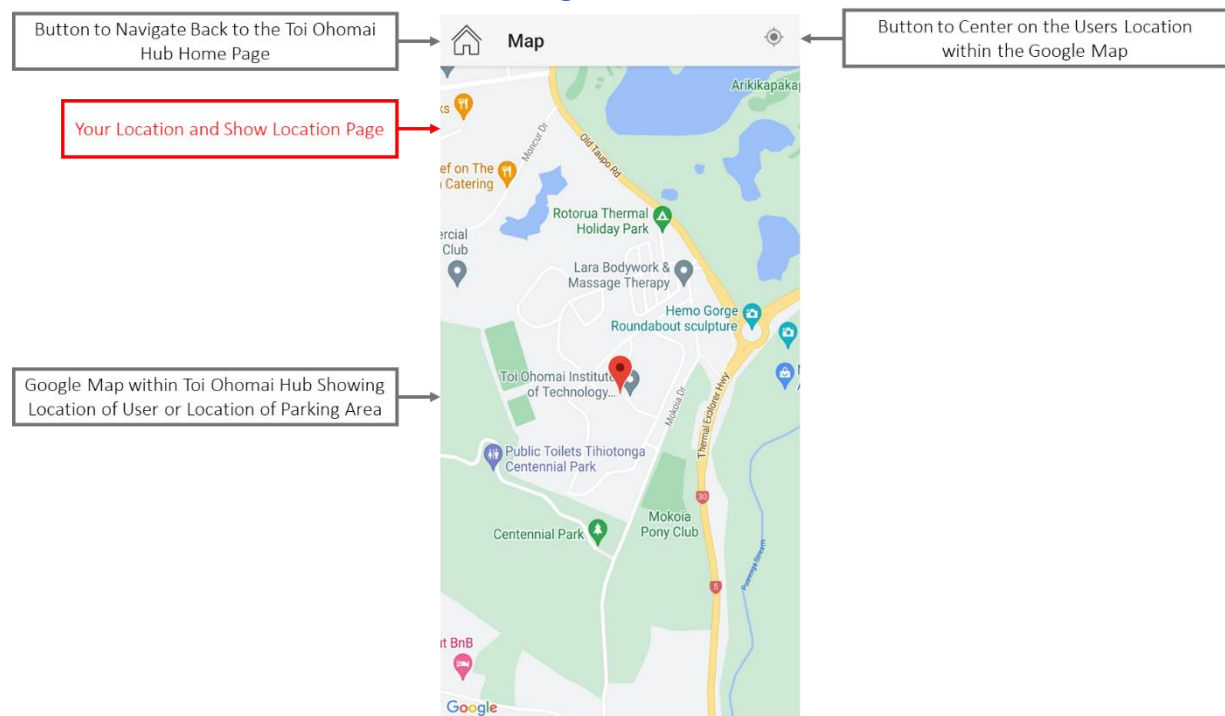 Button to Navigate Back to the Toi Ohomai
Hub Home Page
Map
Button to Center on the Users Location
within the Google Map
Your Location and Show Location Page
Arikikapakap
ks
Moncur Dr
Old Taupo Rd
ef on The
Catering
Rotorua Thermal
Holiday Park
ercial
Club
Lara Bodywork &
Massage Therapy
Hemo Gorge
Roundabout sculpture
Google Map within Toi Ohomai Hub Showing
Location of User or Location of Parking Area
Toi Ohomai Institute
of Technology...
Mokoia Dr
Thermal Explorer Hwy
Public Toilets Tihiotonga
Centennial Park
30
Centennial Park
Mokoia
Pony Club
Puarenga Stream
5
ut BnB
Google